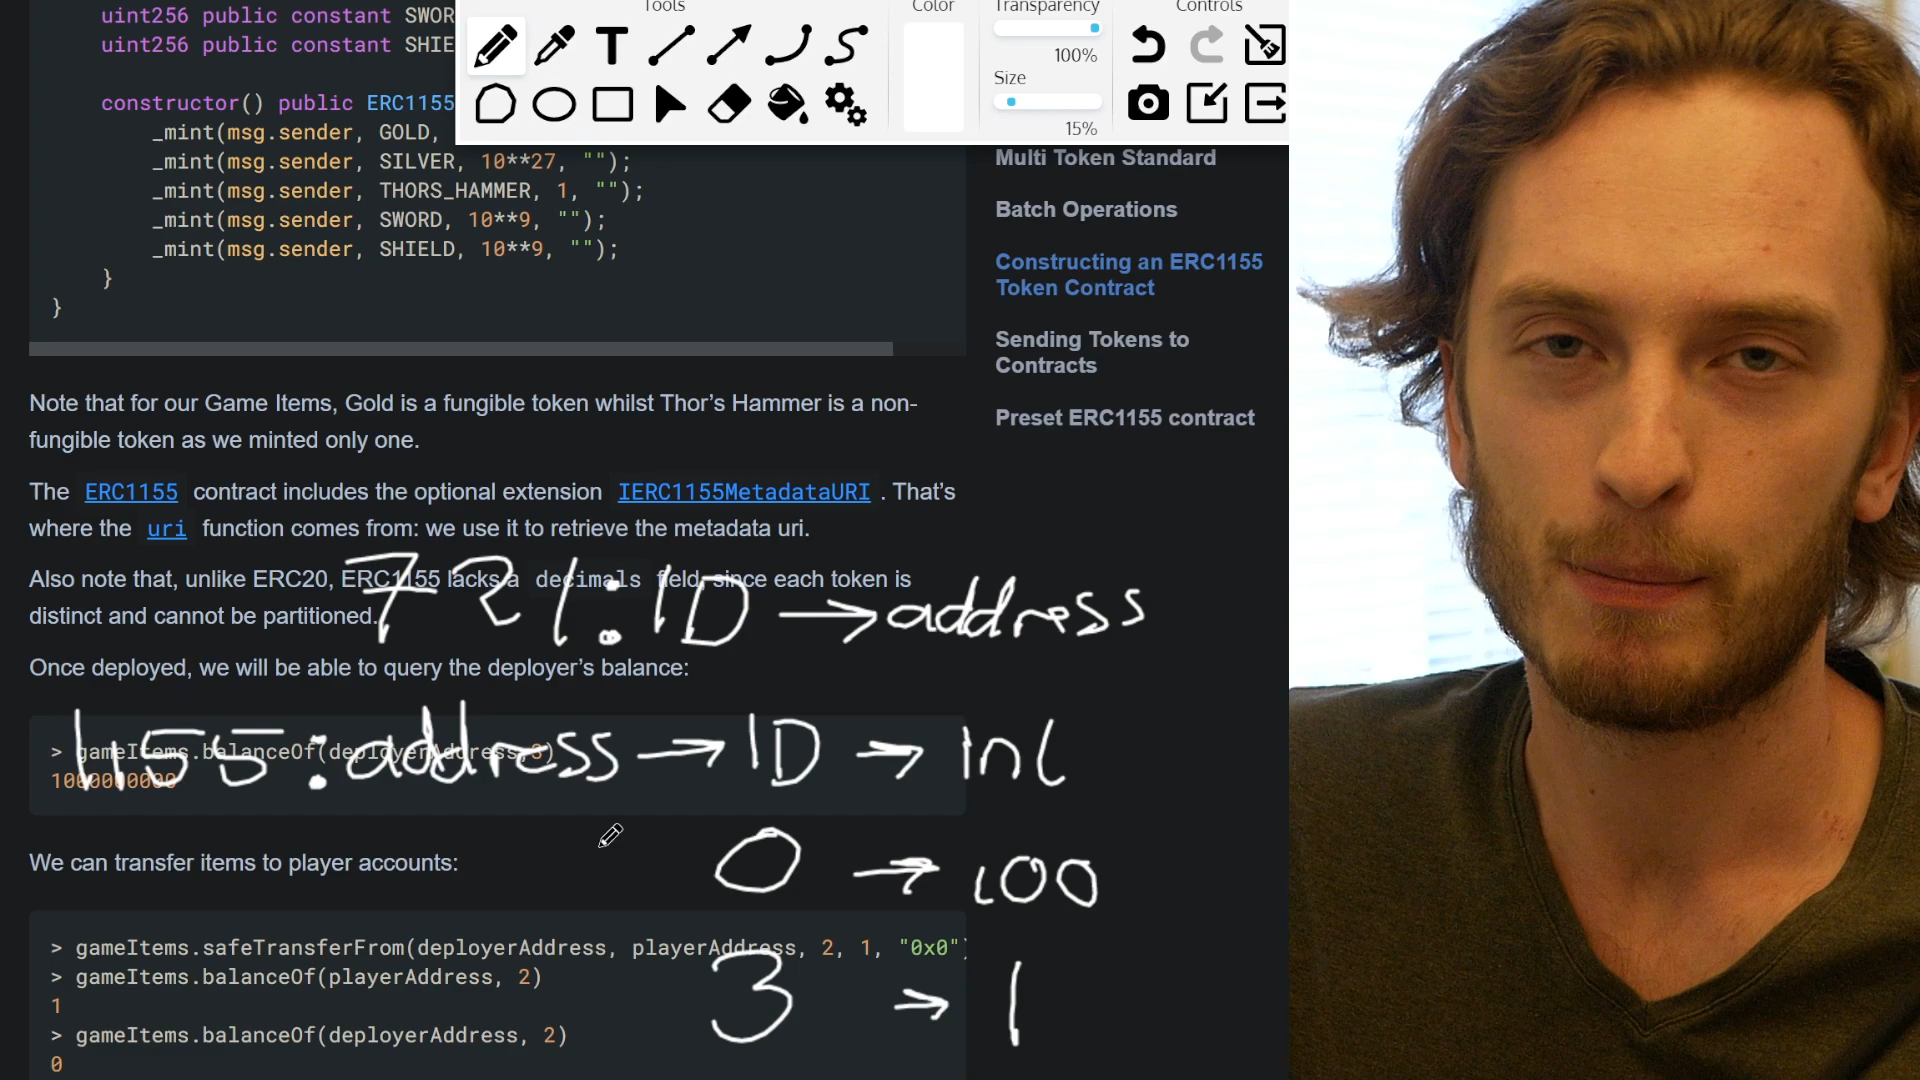 uint256 public constant SWOR
uint256 public constant SHIE
constructor() public ERC1155
_mint(msg.sender, GOLD,
_mint(msg.sender, SILVER, 10**27, "");
_mint(msg.sender, THORS_HAMMER, 1, "");
_mint(msg.sender, SWORD, 10**9, "");
_mint(msg.sender, SHIELD, 10**9, "");
}
}
Tools
Color
Transparency
100%
Size
15%
Controls
Multi Token Standard
Batch Operations
Constructing an ERC1155
Token Contract
Sending Tokens to
Contracts
Preset ERC1155 contract
Note that for our Game Items, Gold is a fungible token whilst Thor's Hammer is a non-
fungible token as we minted only one.
The ERC1155 contract includes the optional extension IERC1155MetadataURI . That's
where the uri function comes from: we use it to retrieve the metadata uri.
Also note that, unlike ERC20, ERC1155 lacks a decimals field, since each token is
distinct and cannot be partitioned.
721: ID → address
Once deployed, we will be able to query the deployer's balance:
> gameItems.balanceOf(deployerAddress,3)
1000000000
1155: address → ID → Int
We can transfer items to player accounts:
0 → 100
> gameItems.safeTransferFrom(deployerAddress, playerAddress, 2, 1, "0x0")
> gameItems.balanceOf(playerAddress, 2)
1
3 → 1
> gameItems.balanceOf(deployerAddress, 2)
0